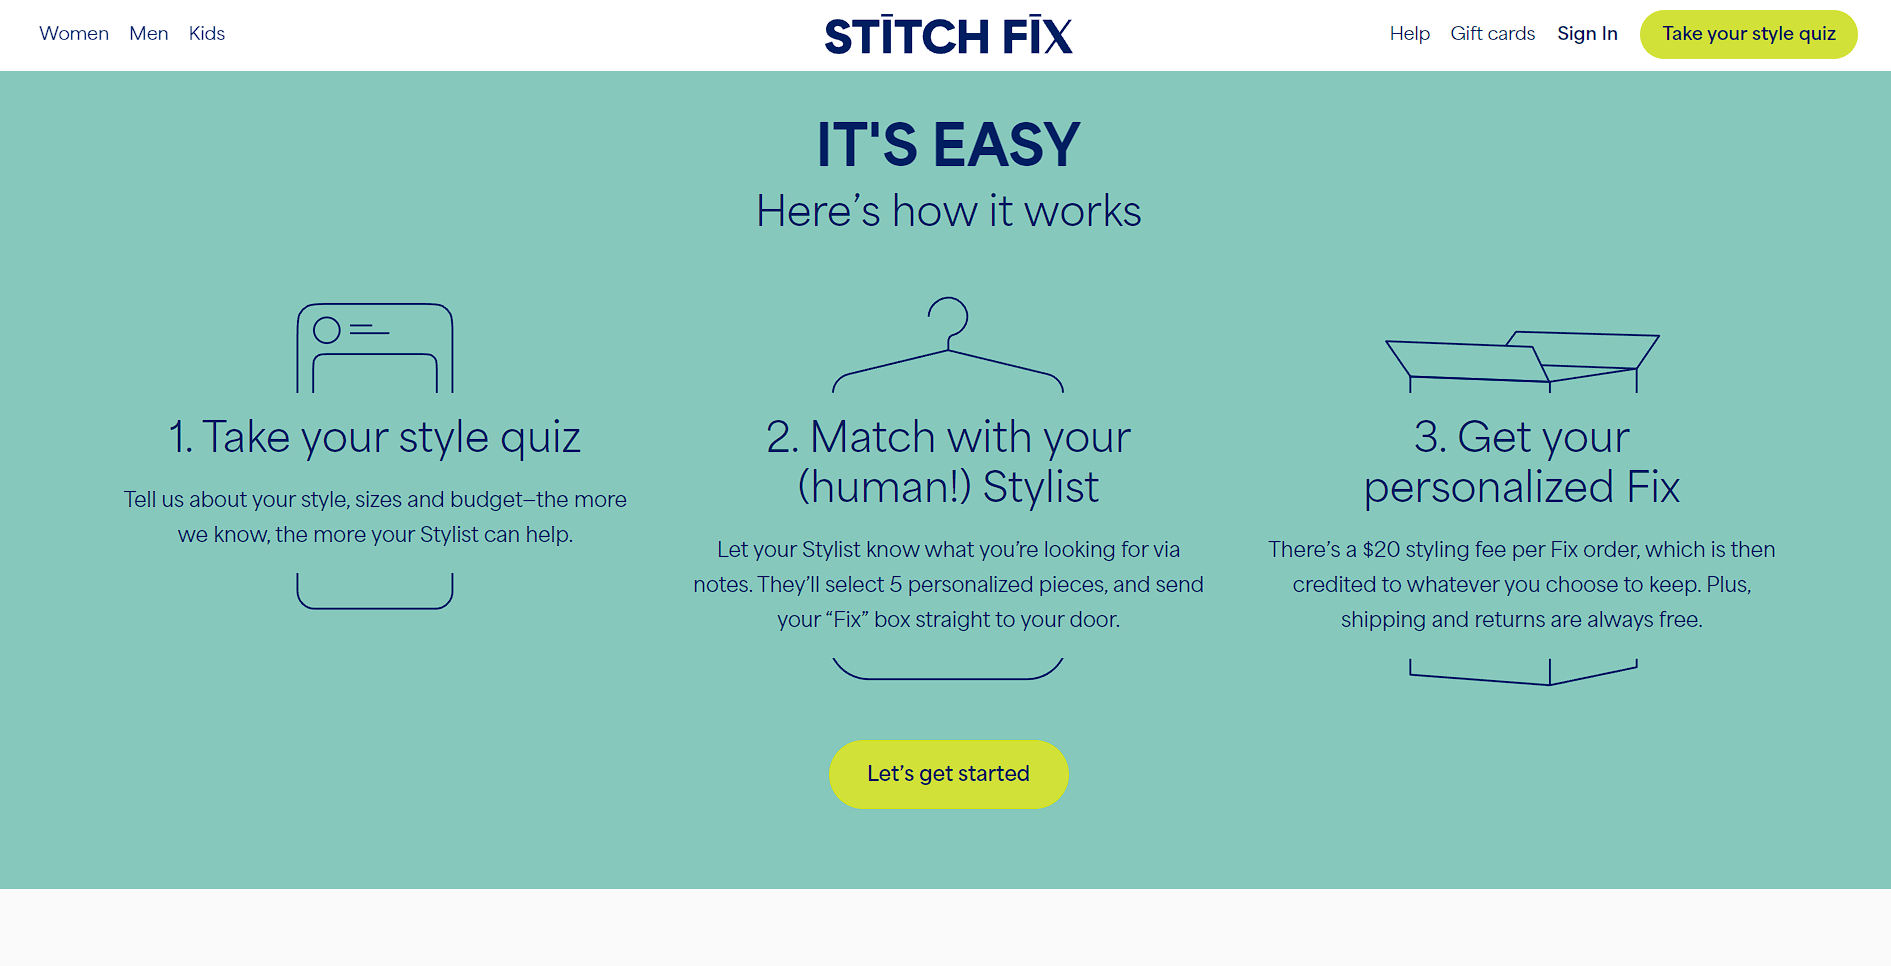 Women Men Kids
STITCH FIX
Help Gift cards Sign In Take your style quiz
IT'S EASY
Here’s how it works
1. Take your style quiz
Tell us about your style, sizes and budget—the more
we know, the more your Stylist can help.
2. Match with your
(human!) Stylist
Let your Stylist know what you’re looking for via
notes. They’ll select 5 personalized pieces, and send
your “Fix” box straight to your door.
3. Get your
personalized Fix
There’s a $20 styling fee per Fix order, which is then
credited to whatever you choose to keep. Plus,
shipping and returns are always free.
Let’s get started